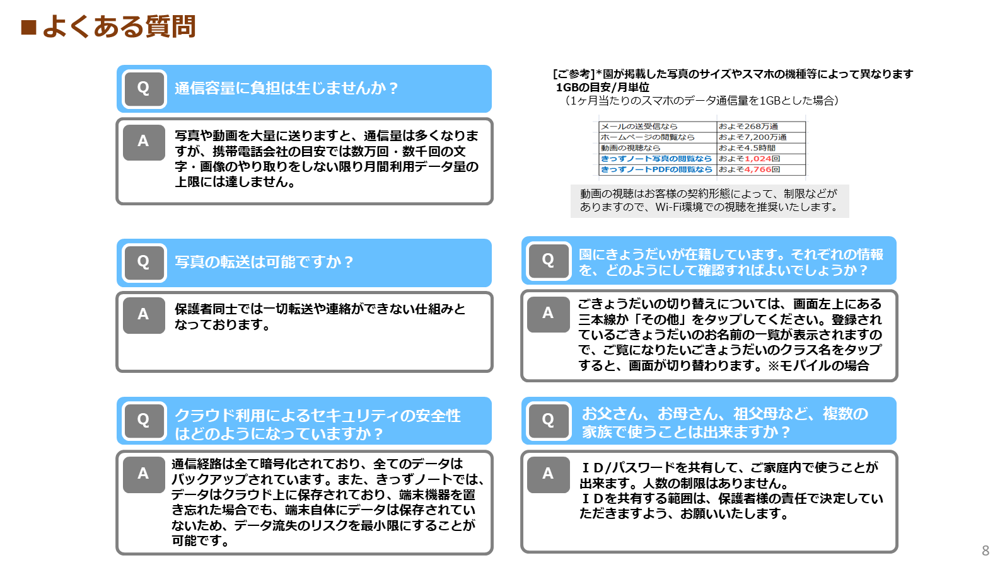 ■よくある質問
Q
通信容量に負担は生じませんか？
A
写真や動画を大量に送りますと、通信量は多くなりま
すが、携帯電話会社の目安では数万回・数千回の文
字・画像のやり取りをしない限り月間利用データ量の
上限には達しません。
[ご参考]*園が掲載した写真のサイズやスマホの機種等によって異なります
1GBの目安/月単位
（1ヶ月当たりのスマホのデータ通信量を1GBとした場合）
メールの送受信なら およそ268万通
ホームページの閲覧なら およそ7,200万通
動画の視聴なら およそ4.5時間
きっずノート写真の閲覧なら およそ1,024回
きっずノートPDFの閲覧なら およそ4,766回
動画の視聴はお客様の契約形態によって、制限などが
ありますので、Wi-Fi環境での視聴を推奨いたします。
Q
写真の転送は可能ですか？
A
保護者同士では一切転送や連絡ができない仕組みと
なっております。
Q
園にきょうだいが在籍しています。それぞれの情報
を、どのようにして確認すればよいでしょうか？
A
ごきょうだいの切り替えについては、画面左上にある
三本線か「その他」をタップしてください。登録され
ているごきょうだいのお名前の一覧が表示されますの
で、ご覧になりたいごきょうだいのクラス名をタップ
すると、画面が切り替わります。※モバイルの場合
Q
クラウド利用によるセキュリティの安全性
はどのようになっていますか？
A
通信経路は全て暗号化されており、全てのデータは
バックアップされています。また、きっずノートでは、
データはクラウド上に保存されており、端末機器を置
き忘れた場合でも、端末自体にデータは保存されてい
ないため、データ流失のリスクを最小限にすることが
可能です。
Q
お父さん、お母さん、祖父母など、複数の
家族で使うことは出来ますか？
A
ＩＤ/パスワードを共有して、ご家庭内で使うことが
出来ます。人数の制限はありません。
ＩＤを共有する範囲は、保護者様の責任で決定してい
ただきますよう、お願いいたします。
8